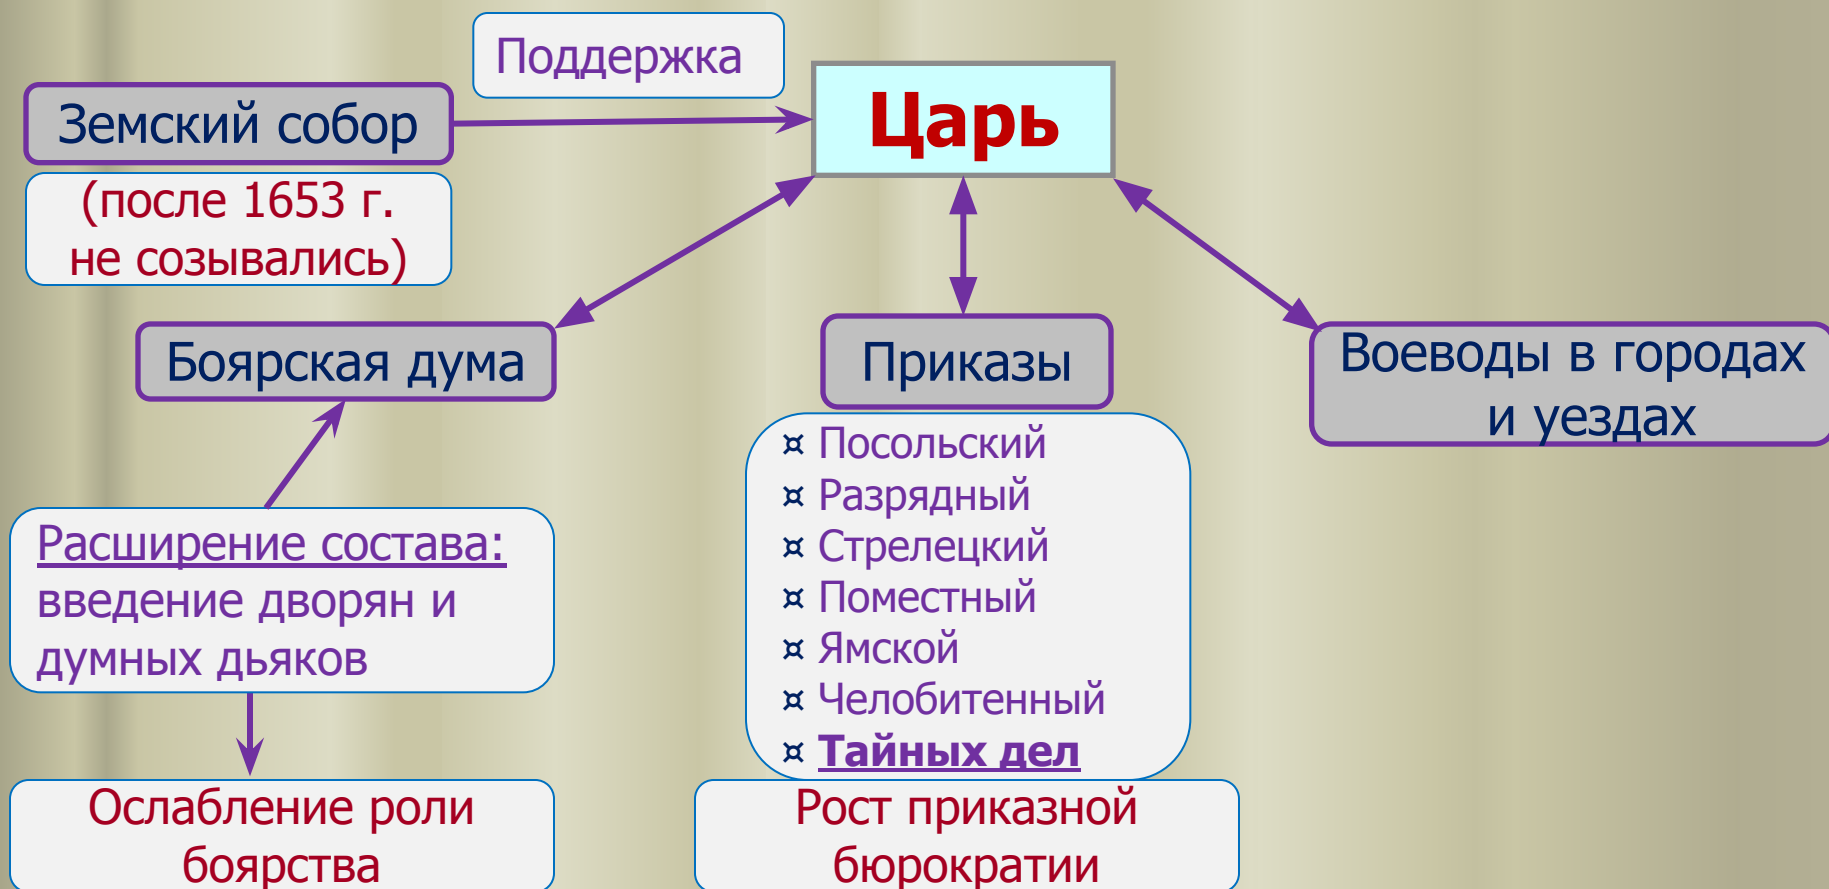 Поддержка
Земский собор
Царь
(после 1653 г.
не созывались)
Боярская дума
Приказы
Воеводы в городах
и уездах
¤ Посольский
¤ Разрядный
¤ Стрелецкий
¤ Поместный
¤ Ямской
¤ Челобитенный
¤ Тайных дел
Расширение состава:
введение дворян и
думных дьяков
Ослабление роли
боярства
Рост приказной
бюрократии